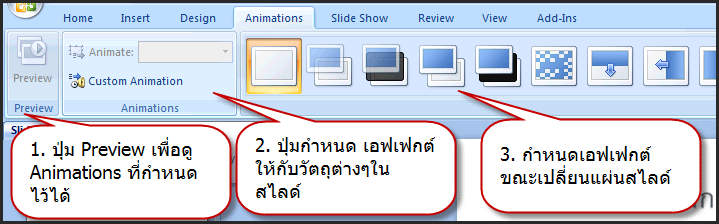 Home Insert Design Animations Slide Show Review View Add-Ins
Preview
Animate:
Custom Animation
Preview
Animations
1. ปุ่ม Preview เพื่อดู
Animations ที่กำหนด
ไว้ได้
2. ปุ่มกำหนด เอฟเฟกต์
ให้กับวัตถุต่างๆใน
สไลด์
3. กำหนดเอฟเฟกต์
ขณะเปลี่ยนแผ่นสไลด์